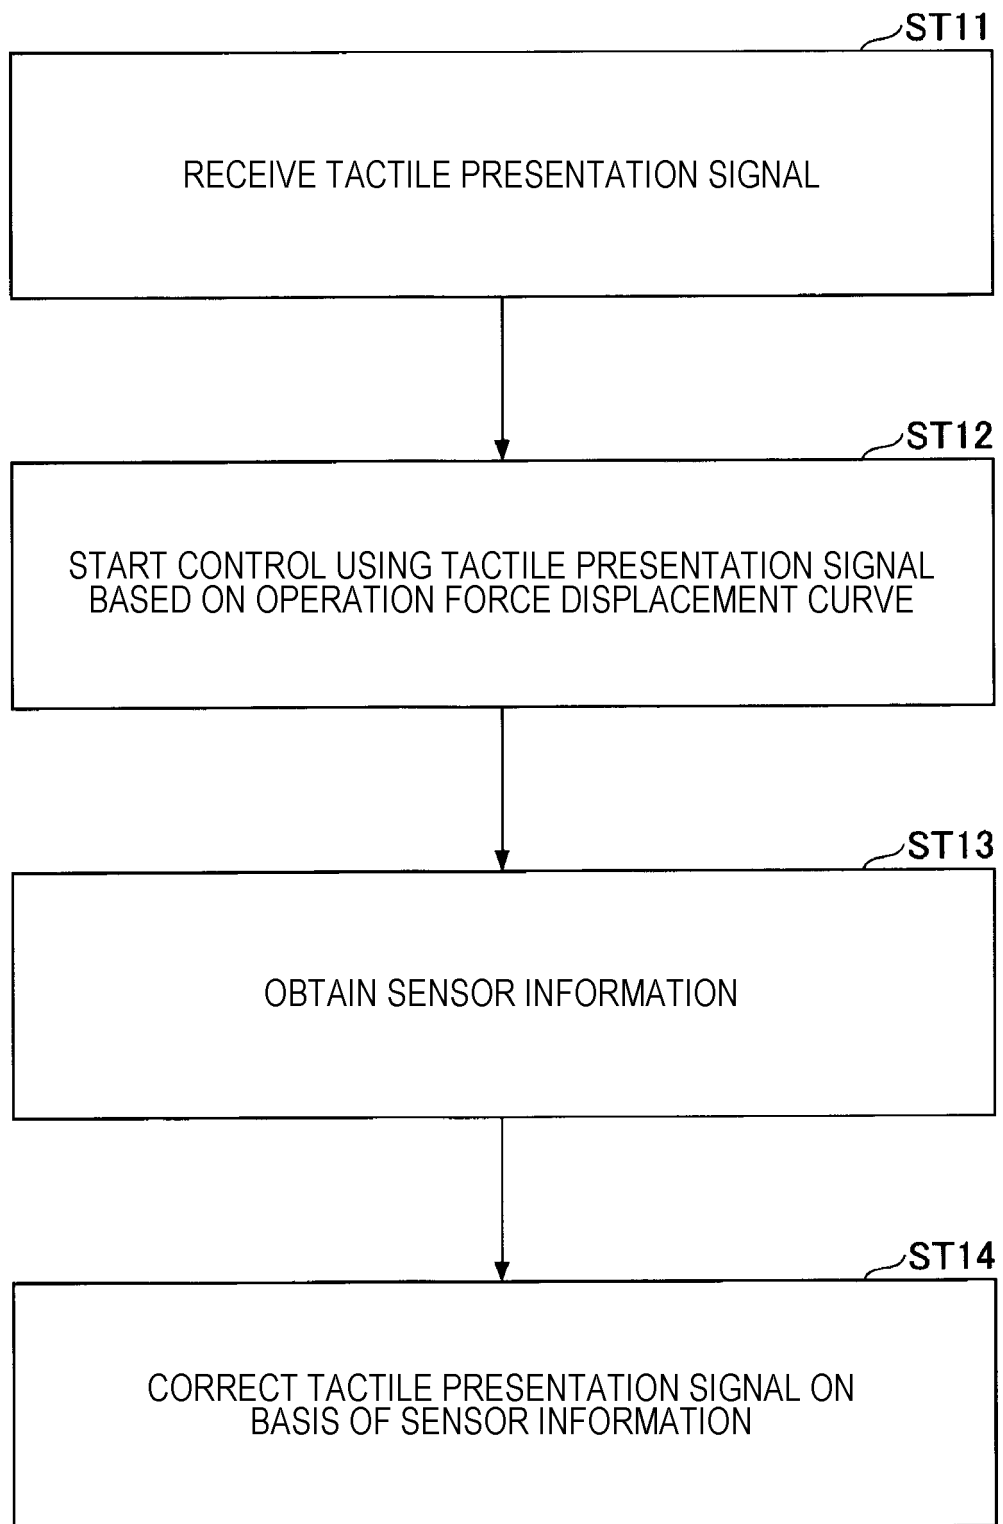 ST11
RECEIVE TACTILE PRESENTATION SIGNAL
ST12
START CONTROL USING TACTILE PRESENTATION SIGNAL
BASED ON OPERATION FORCE DISPLACEMENT CURVE
ST13
OBTAIN SENSOR INFORMATION
ST14
CORRECT TACTILE PRESENTATION SIGNAL ON
BASIS OF SENSOR INFORMATION